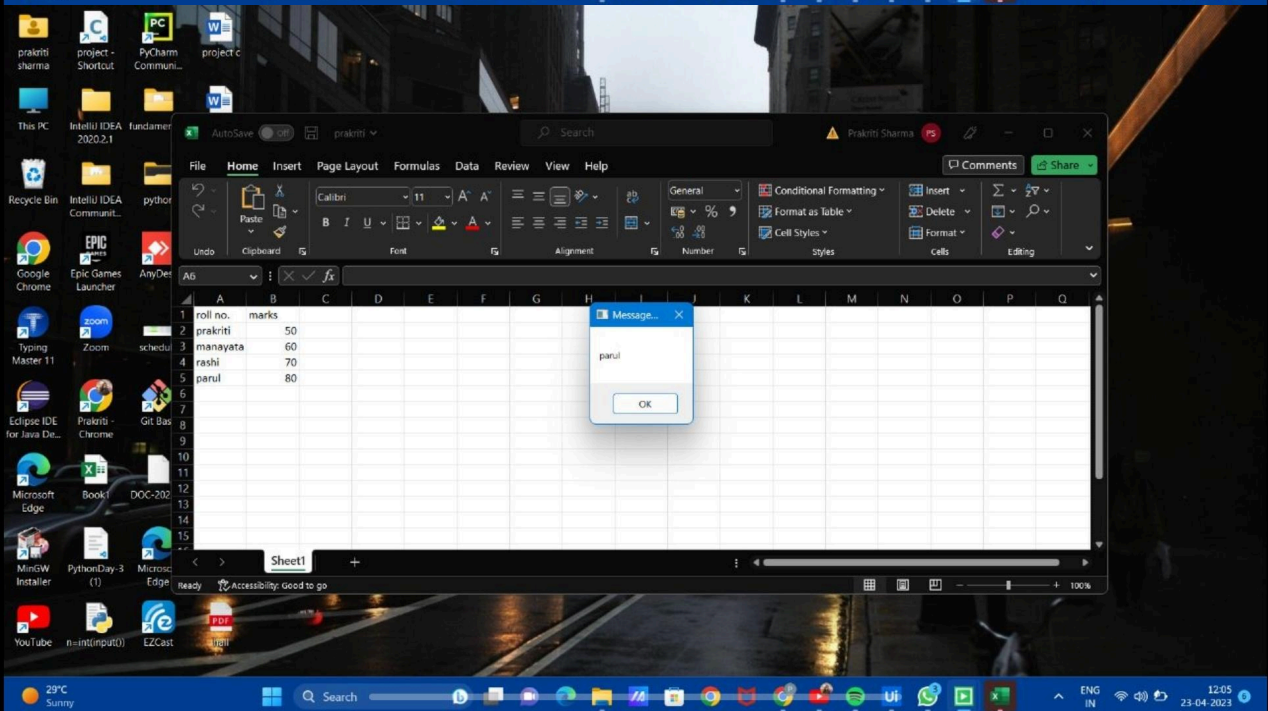 prakriti sharma
project - Shortcut
PyCharm Communi...
project c
This PC
IntelliJ IDEA 2020.2.1
fundamer
Recycle Bin
IntelliJ IDEA Communit...
pythor
Google Chrome
Epic Games Launcher
AnyDes
Typing Master 11
Zoom
schedul
Eclipse IDE for Java De...
Prakriti - Chrome
Git Bas
Microsoft Edge
Book1
DOC-202
MinGW Installer
PythonDay-3 (1)
Microsc Edge
YouTube
n=int(input())
EZCast
AutoSave Off prakriti Search Prakriti Sharma PS
File Home Insert Page Layout Formulas Data Review View Help Comments Share
Paste Calibri 11 General Conditional Formatting Insert
B I U % Format as Table Delete
Cell Styles Format
Undo Clipboard Font Alignment Number Styles Cells Editing
A6 fx
A B C D E F G H I J K L M N O P Q
1 roll no. marks
2 prakriti 50
3 manayata 60
4 rashi 70
5 parul 80
6
7
8
9
10
11
12
13
14
15
Message...
parul
OK
Sheet1
Ready Accessibility: Good to go 100%
29°C
Sunny
Search
ENG
IN
12:05
23-04-2023